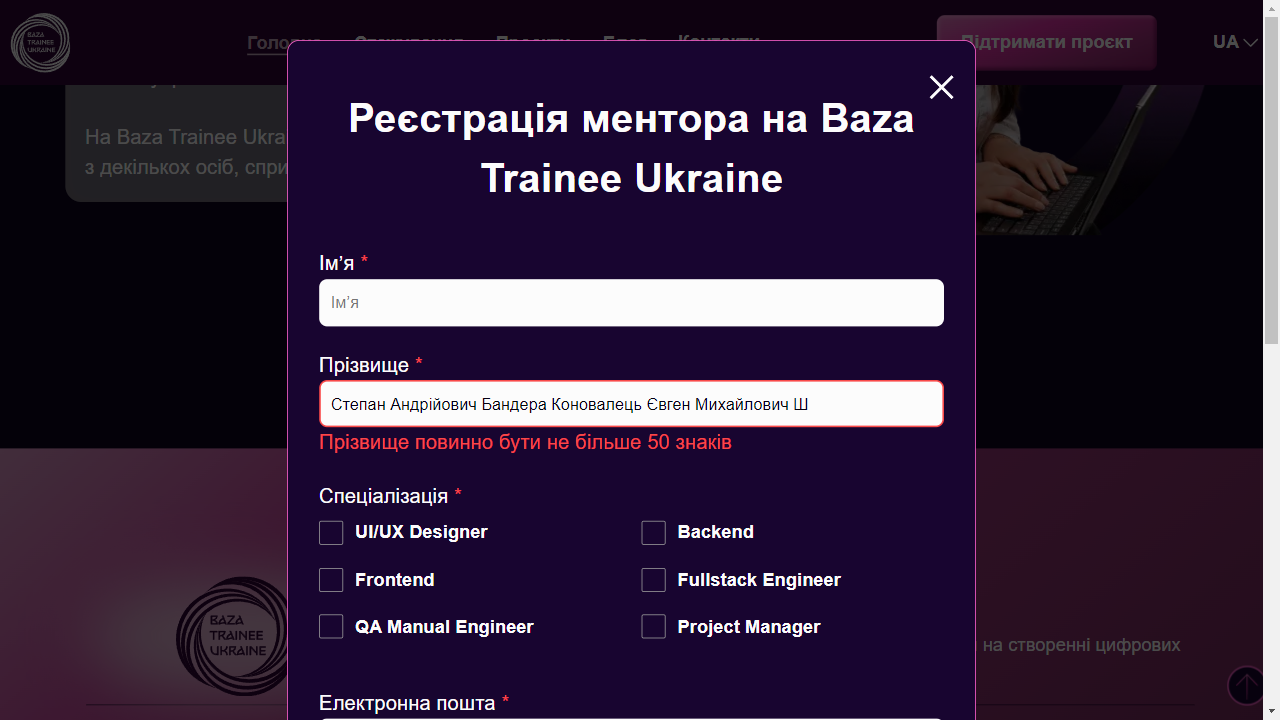 BAZA
TRAINEE
UKRAINE
Головна Стажування Проєкти Блог Контакти
Підтримати проєкт
UA
На Baza Trainee Ukra
з декількох осіб, спри
Реєстрація ментора на Baza
Trainee Ukraine
Ім’я *
Ім’я
Прізвище *
Степан Андрійович Бандера Коновалець Євген Михайлович Ш
Прізвище повинно бути не більше 50 знаків
Спеціалізація *
UI/UX Designer
Backend
Frontend
Fullstack Engineer
QA Manual Engineer
Project Manager
BAZA
TRAINEE
UKRAINE
на створенні цифрових
Електронна пошта *